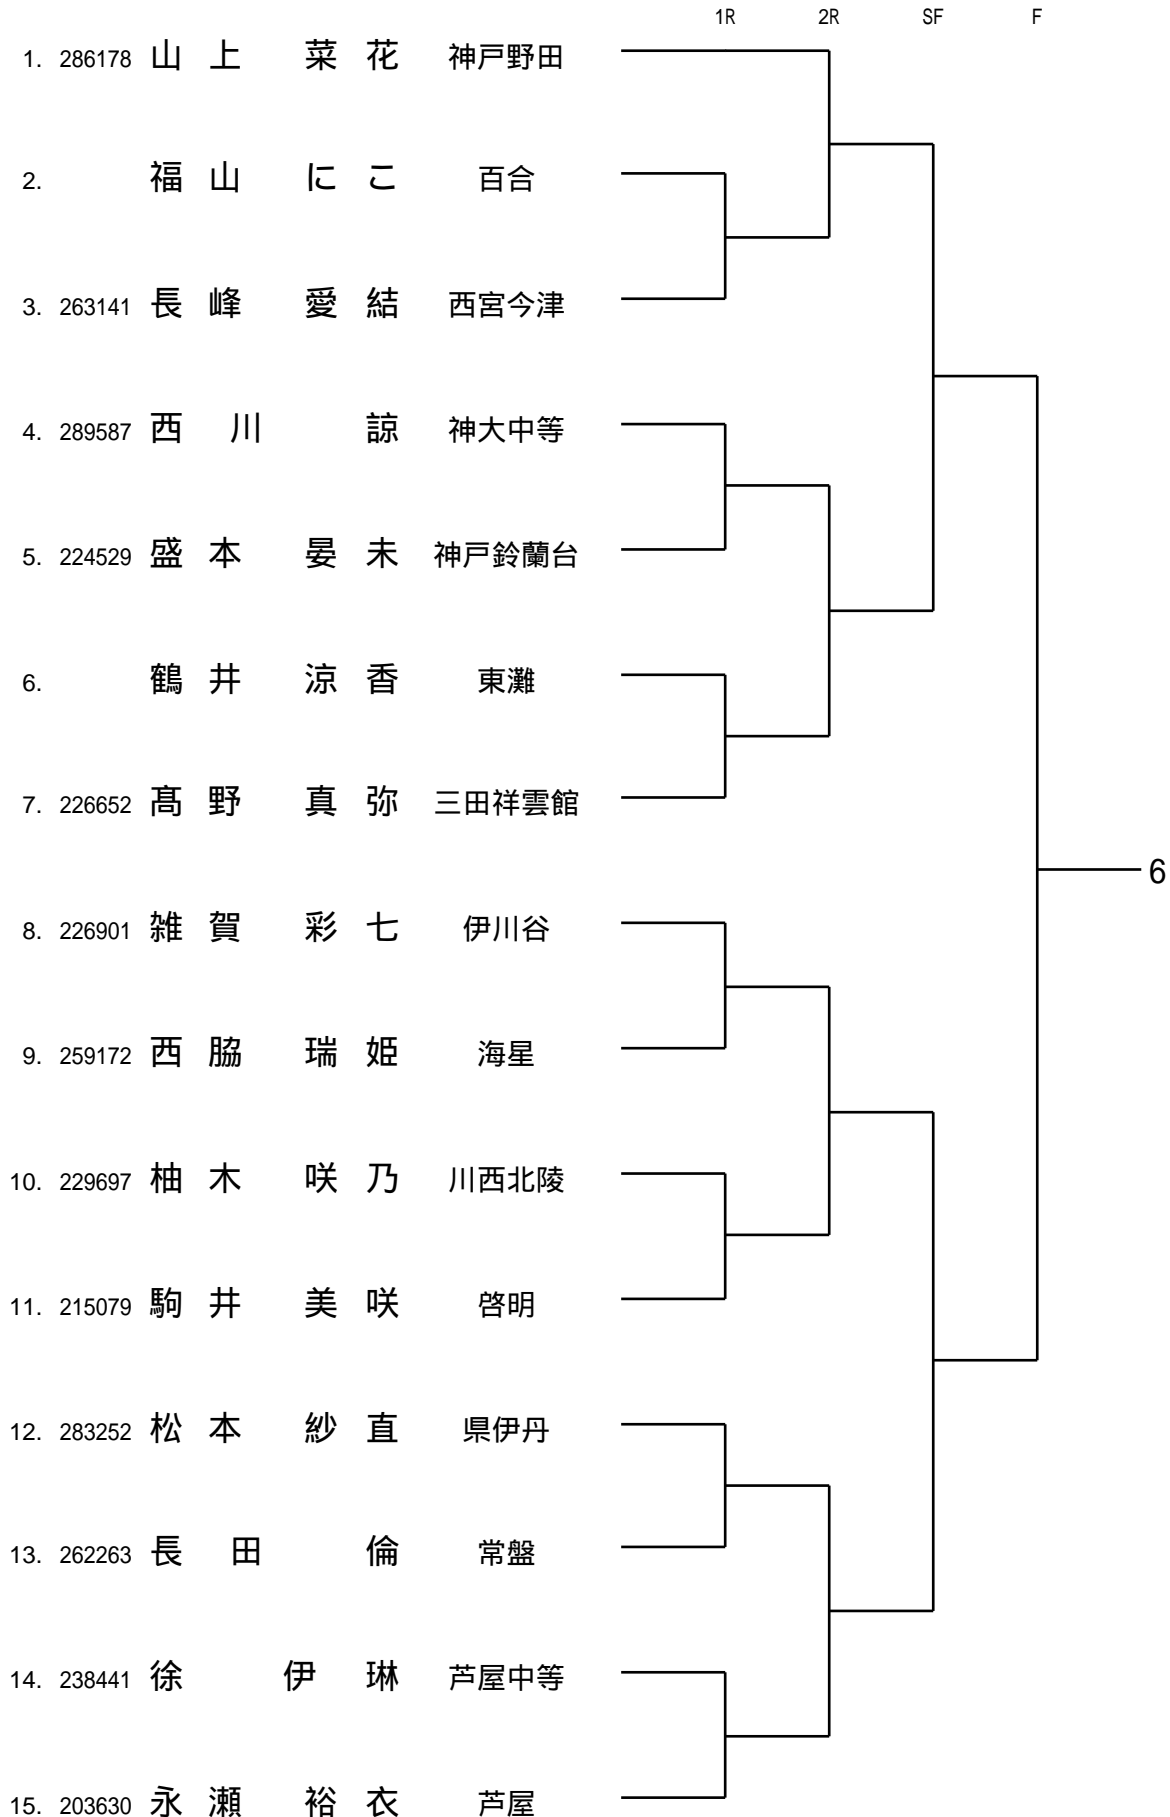 1R 2R SF F
1. 286178 山上 菜花 神戸野田
2. 福山 にこ 百合
3. 263141 長峰 愛結 西宮今津
4. 289587 西川 諒 神大中等
5. 224529 盛本 晏未 神戸鈴蘭台
6. 鶴井 涼香 東灘
7. 226652 髙野 真弥 三田祥雲館
6
8. 226901 雑賀 彩七 伊川谷
9. 259172 西脇 瑞姫 海星
10. 229697 柚木 咲乃 川西北陵
11. 215079 駒井 美咲 啓明
12. 283252 松本 紗直 県伊丹
13. 262263 長田 倫 常盤
14. 238441 徐 伊琳 芦屋中等
15. 203630 永瀬 裕衣 芦屋